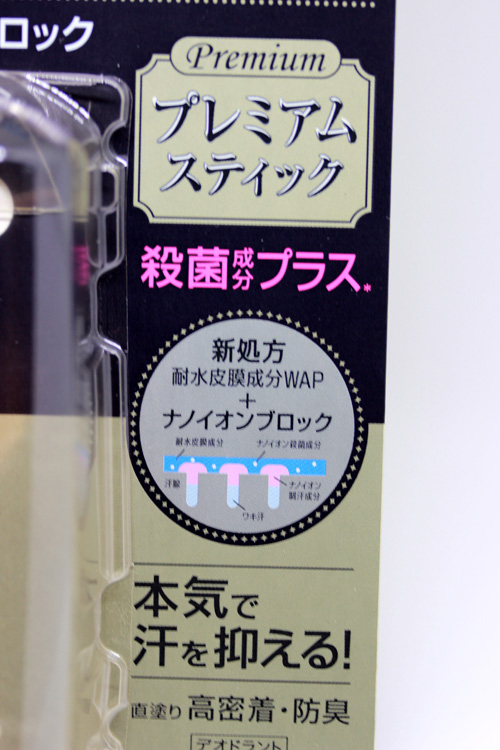 ロック
Premium
プレミアム
スティック
殺菌成分プラス*
新処方
耐水皮膜成分WAP
+
ナノイオンブロック
耐水皮膜成分
ナノイオン殺菌成分
汗腺
ナノイオン
制汗成分
ワキ汗
本気で
汗を抑える!
直塗り 高密着・防臭
デオドラント